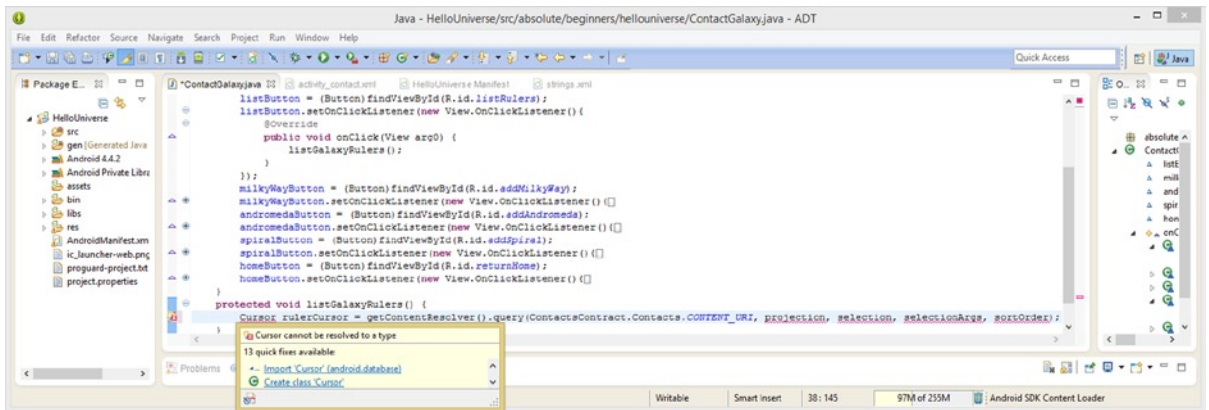 Java - HelloUniverse/src/absolute/beginners/hellouniverse/ContactGalaxy.java - ADT
File Edit Refactor Source Navigate Search Project Run Window Help
Quick Access
Java
Package E...
*ContactGalaxy.java
activity_contact.xml
HelloUniverse Manifest
strings.xml
O...
HelloUniverse
src
gen [Generated Java
Android 4.4.2
Android Private Libra
assets
bin
libs
res
AndroidManifest.xm
ic_launcher-web.png
proguard-project.txt
project.properties
listButton = (Button)findViewById(R.id.listRulers);
listButton.setOnClickListener(new View.OnClickListener(){
@Override
public void onClick(View arg0) {
listGalaxyRulers();
}
});
milkyWayButton = (Button)findViewById(R.id.addMilkyWay);
milkyWayButton.setOnClickListener(new View.OnClickListener(){
andromedaButton = (Button)findViewById(R.id.addAndromeda);
andromedaButton.setOnClickListener(new View.OnClickListener(){
spiralButton = (Button)findViewById(R.id.addSpiral);
spiralButton.setOnClickListener(new View.OnClickListener(){
homeButton = (Button)findViewById(R.id.returnHome);
homeButton.setOnClickListener(new View.OnClickListener(){
}
protected void listGalaxyRulers() {
Cursor rulerCursor = getContentResolver().query(ContactsContract.Contacts.CONTENT_URI, projection, selection, selectionArgs, sortOrder);
}
Cursor cannot be resolved to a type
13 quick fixes available:
Import 'Cursor' (android.database)
Create class 'Cursor'
absolute
Contact
listE
milk
and
spir
hon
onC
Problems
Writable
Smart Insert
38 : 145
97M of 255M
Android SDK Content Loader